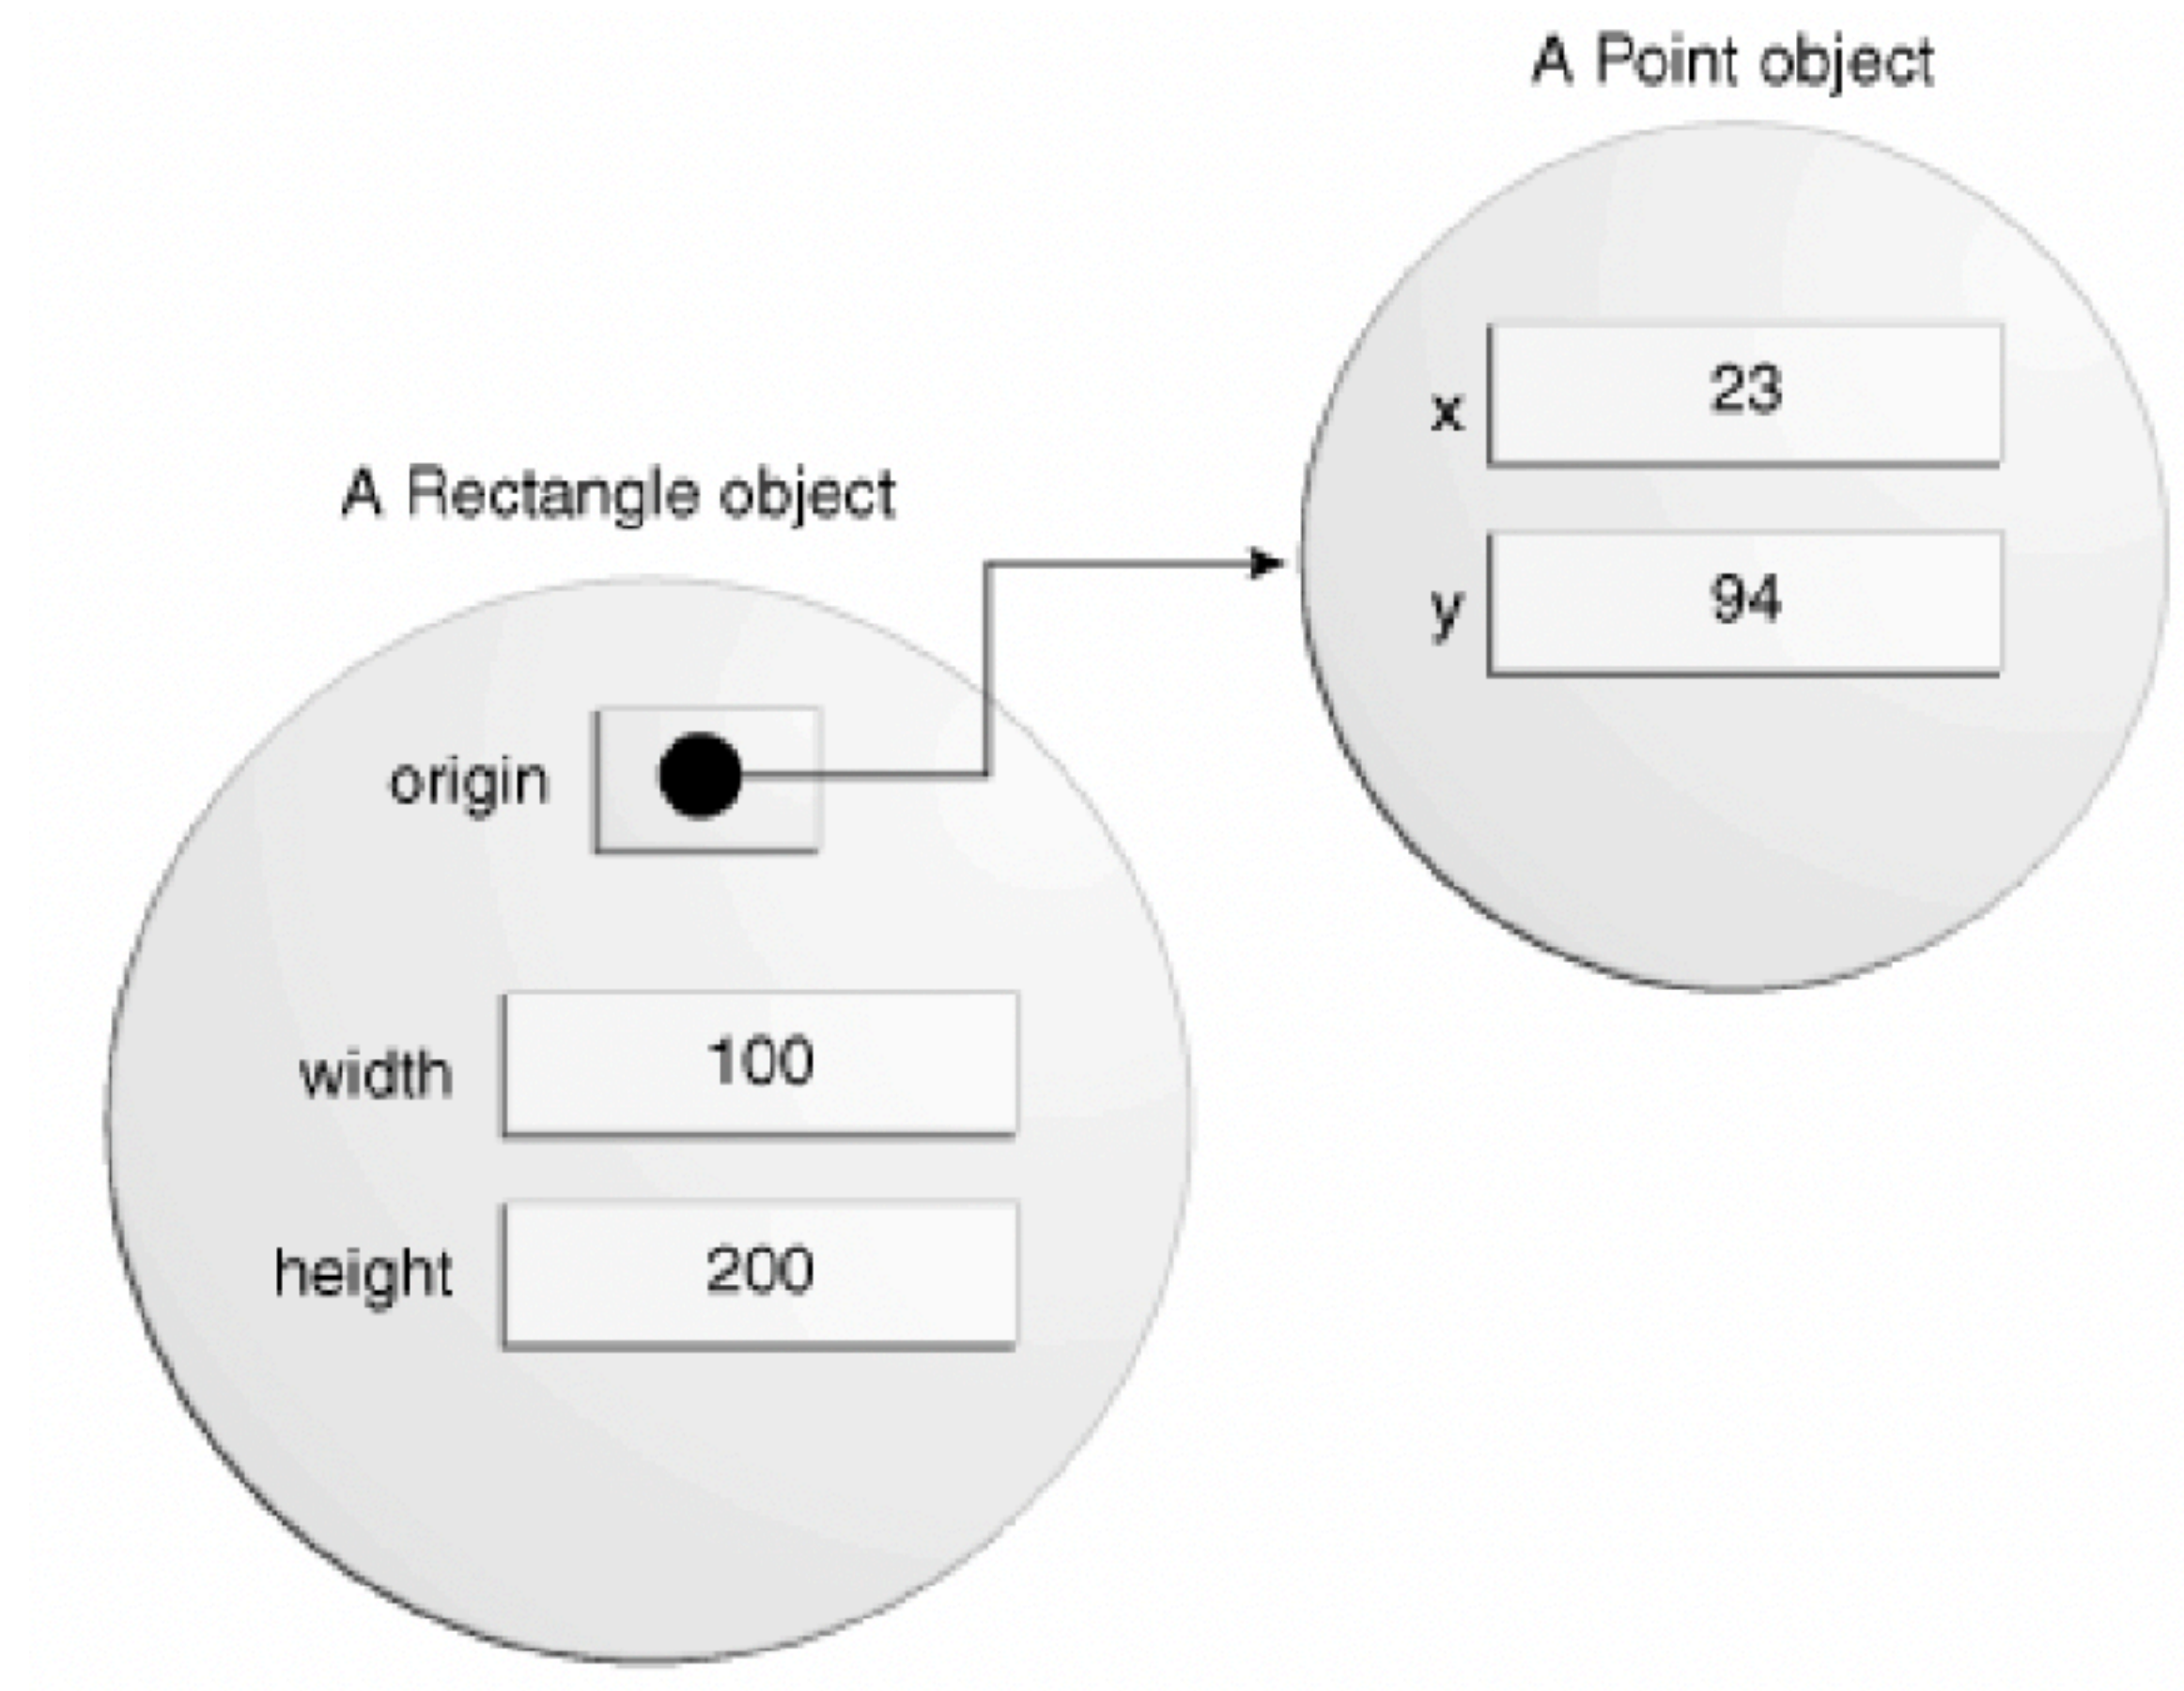 A Point object
x 23
y 94
A Rectangle object
origin
width 100
height 200